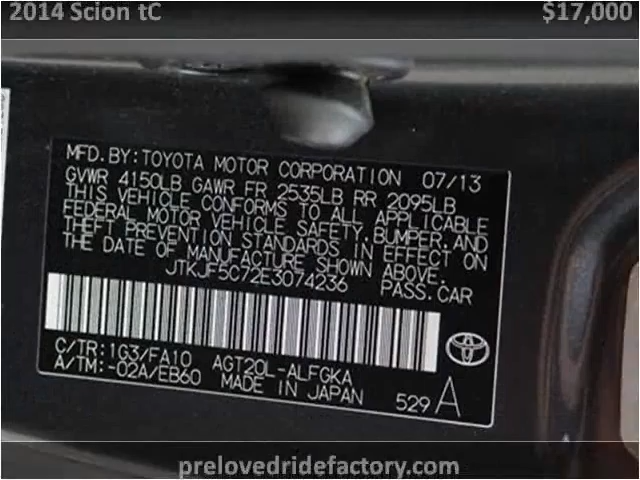 2014 Scion tC $17,000
MFD. BY: TOYOTA MOTOR CORPORATION 07/13
GVWR 4150LB GAWR FR 2535LB RR 2095LB
THIS VEHICLE CONFORMS TO ALL APPLICABLE
FEDERAL MOTOR VEHICLE SAFETY, BUMPER, AND
THEFT PREVENTION STANDARDS IN EFFECT ON
THE DATE OF MANUFACTURE SHOWN ABOVE.
JTKJF5C72E3074236 PASS. CAR
C/TR: 1G3/FA10 AGT20L-ALFGKA
A/TM: -02A/EB60 MADE IN JAPAN 529 A
prelovedridefactory.com